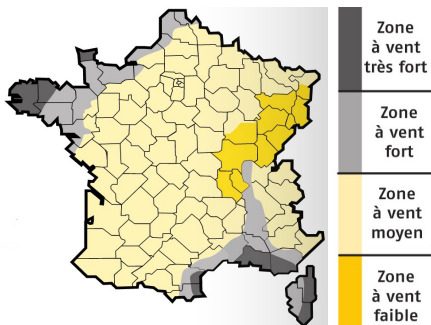 Zone
à vent
très fort
Zone
à vent
fort
Zone
à vent
moyen
Zone
à vent
faible